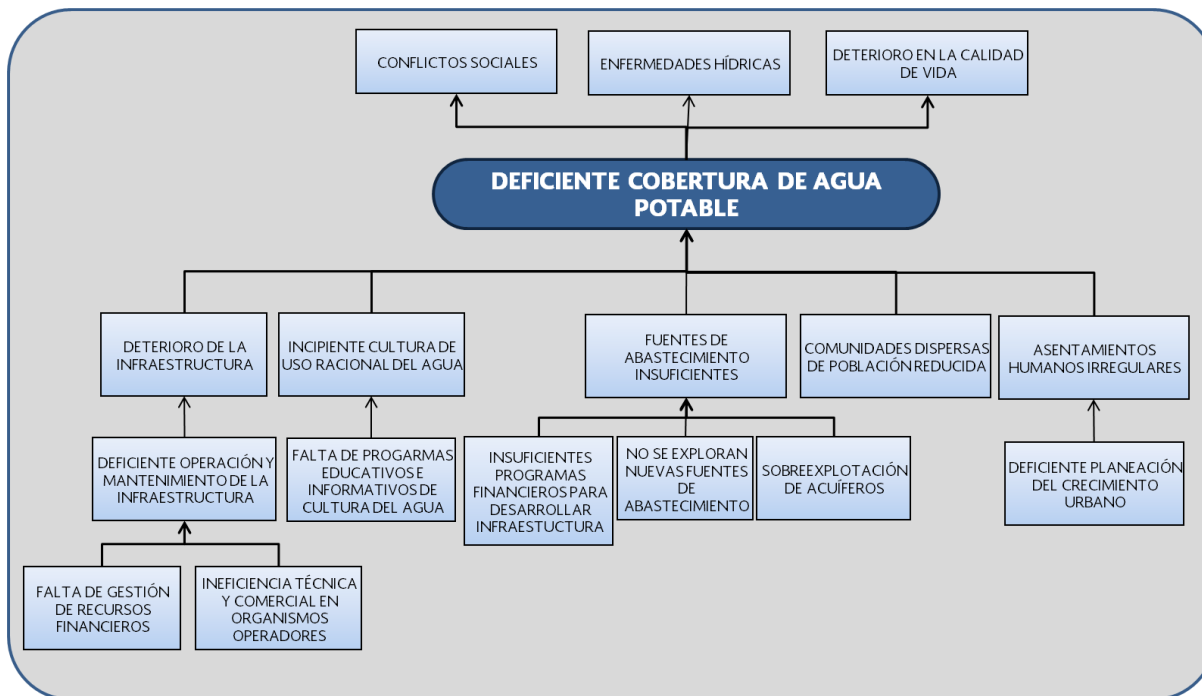 CONFLICTOS SOCIALES
ENFERMEDADES HÍDRICAS
DETERIORO EN LA CALIDAD
DE VIDA
DEFICIENTE COBERTURA DE AGUA
POTABLE
DETERIORO DE LA
INFRAESTRUCTURA
INCIPIENTE CULTURA DE
USO RACIONAL DEL AGUA
FUENTES DE
ABASTECIMIENTO
INSUFICIENTES
COMUNIDADES DISPERSAS
DE POBLACIÓN REDUCIDA
ASENTAMIENTOS
HUMANOS IRREGULARES
DEFICIENTE OPERACIÓN Y
MANTENIMIENTO DE LA
INFRAESTRUCTURA
FALTA DE PROGARMAS
EDUCATIVOS E
INFORMATIVOS DE
CULTURA DEL AGUA
INSUFICIENTES
PROGRAMAS
FINANCIEROS PARA
DESARROLLAR
INFRAESTUCTURA
NO SE EXPLORAN
NUEVAS FUENTES
DE
ABASTECIMIENTO
SOBREEXPLOTACIÓN
DE ACUÍFEROS
DEFICIENTE PLANEACIÓN
DEL CRECIMIENTO
URBANO
FALTA DE GESTIÓN
DE RECURSOS
FINANCIEROS
INEFICIENCIA TÉCNICA
Y COMERCIAL EN
ORGANISMOS
OPERADORES